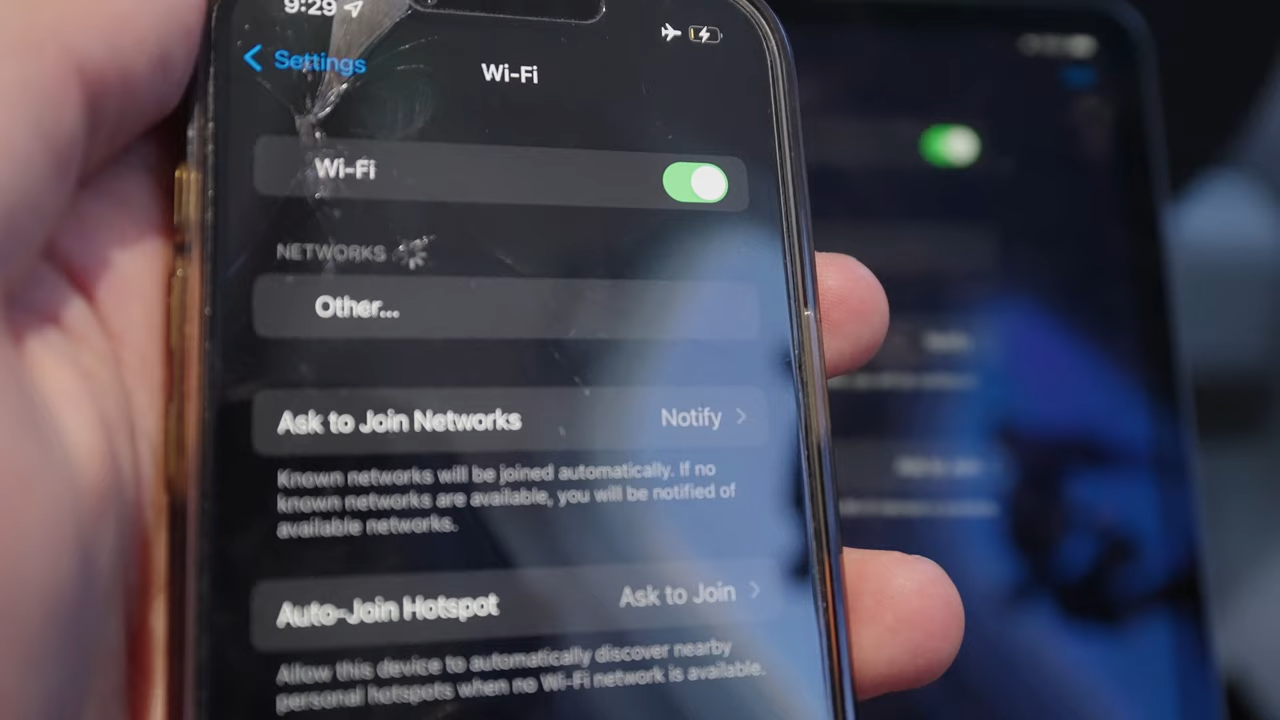 9:29
Settings
Wi-Fi
Wi-Fi
NETWORKS
Other...
Ask to Join Networks Notify
Known networks will be joined automatically. If no
known networks are available, you will be notified of
available networks.
Auto-Join Hotspot Ask to Join
Allow this device to automatically discover nearby
personal hotspots when no Wi-Fi network is available.